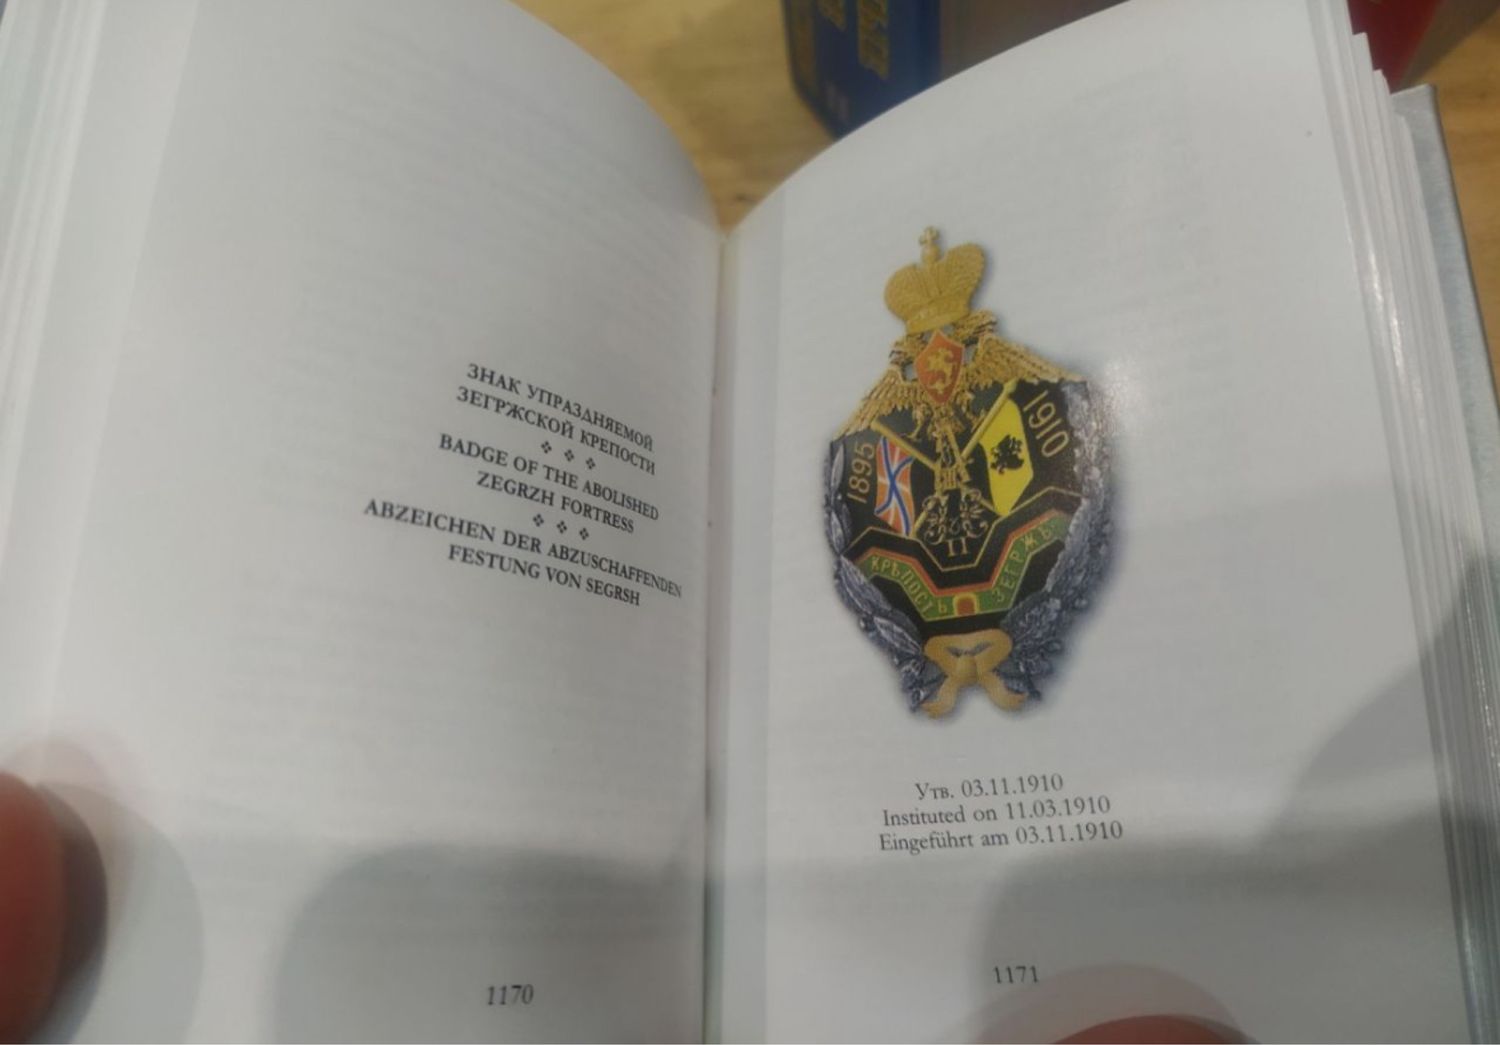 ЗНАК УПРАЗДНЯЕМОЙ
ЗЕГРЖСКОЙ КРЕПОСТИ
BADGE OF THE ABOLISHED
ZEGRZH FORTRESS
ABZEICHEN DER ABZUSCHAFFENDEN
FESTUNG VON SEGRSH
1170
1895
1910
II
КРѢПОСТЬ ЗЕГРЖЪ
Утв. 03.11.1910
Instituted on 11.03.1910
Eingeführt am 03.11.1910
1171